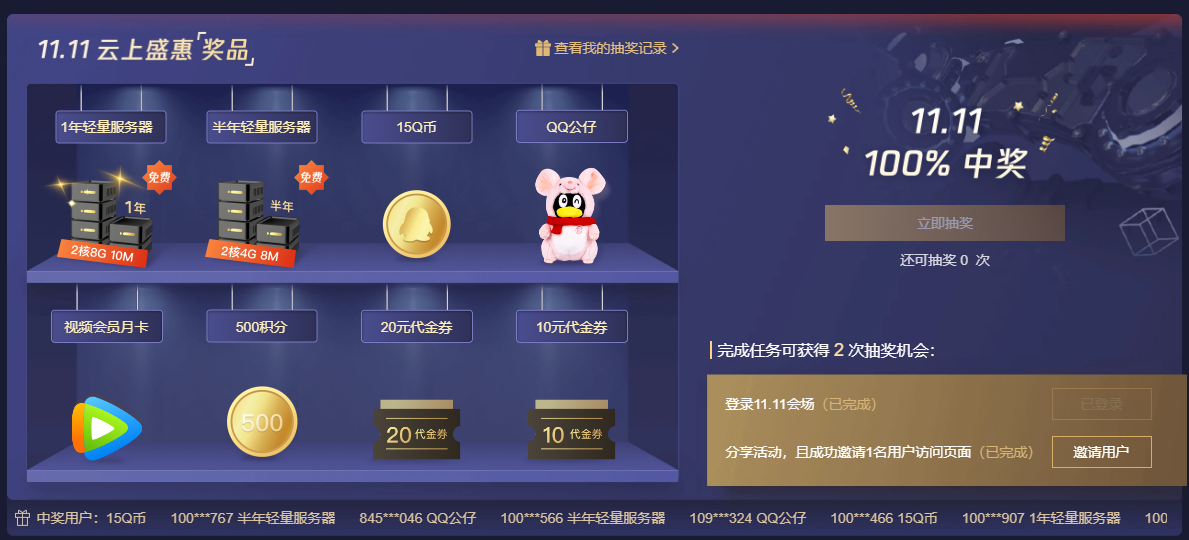 11.11 云上盛惠 奖品
查看我的抽奖记录
1年轻量服务器
半年轻量服务器
15Q币
QQ公仔
免费
1年
2核8G 10M
免费
半年
2核4G 8M
视频会员月卡
500积分
20元代金券
10元代金券
500
20 代金券
10 代金券
11.11
100% 中奖
立即抽奖
还可抽奖 0 次
完成任务可获得 2 次抽奖机会：
登录11.11会场（已完成）
已登录
分享活动，且成功邀请1名用户访问页面（已完成）
邀请用户
中奖用户：15Q币 100***767 半年轻量服务器 845***046 QQ公仔 100***566 半年轻量服务器 109***324 QQ公仔 100***466 15Q币 100***907 1年轻量服务器 100